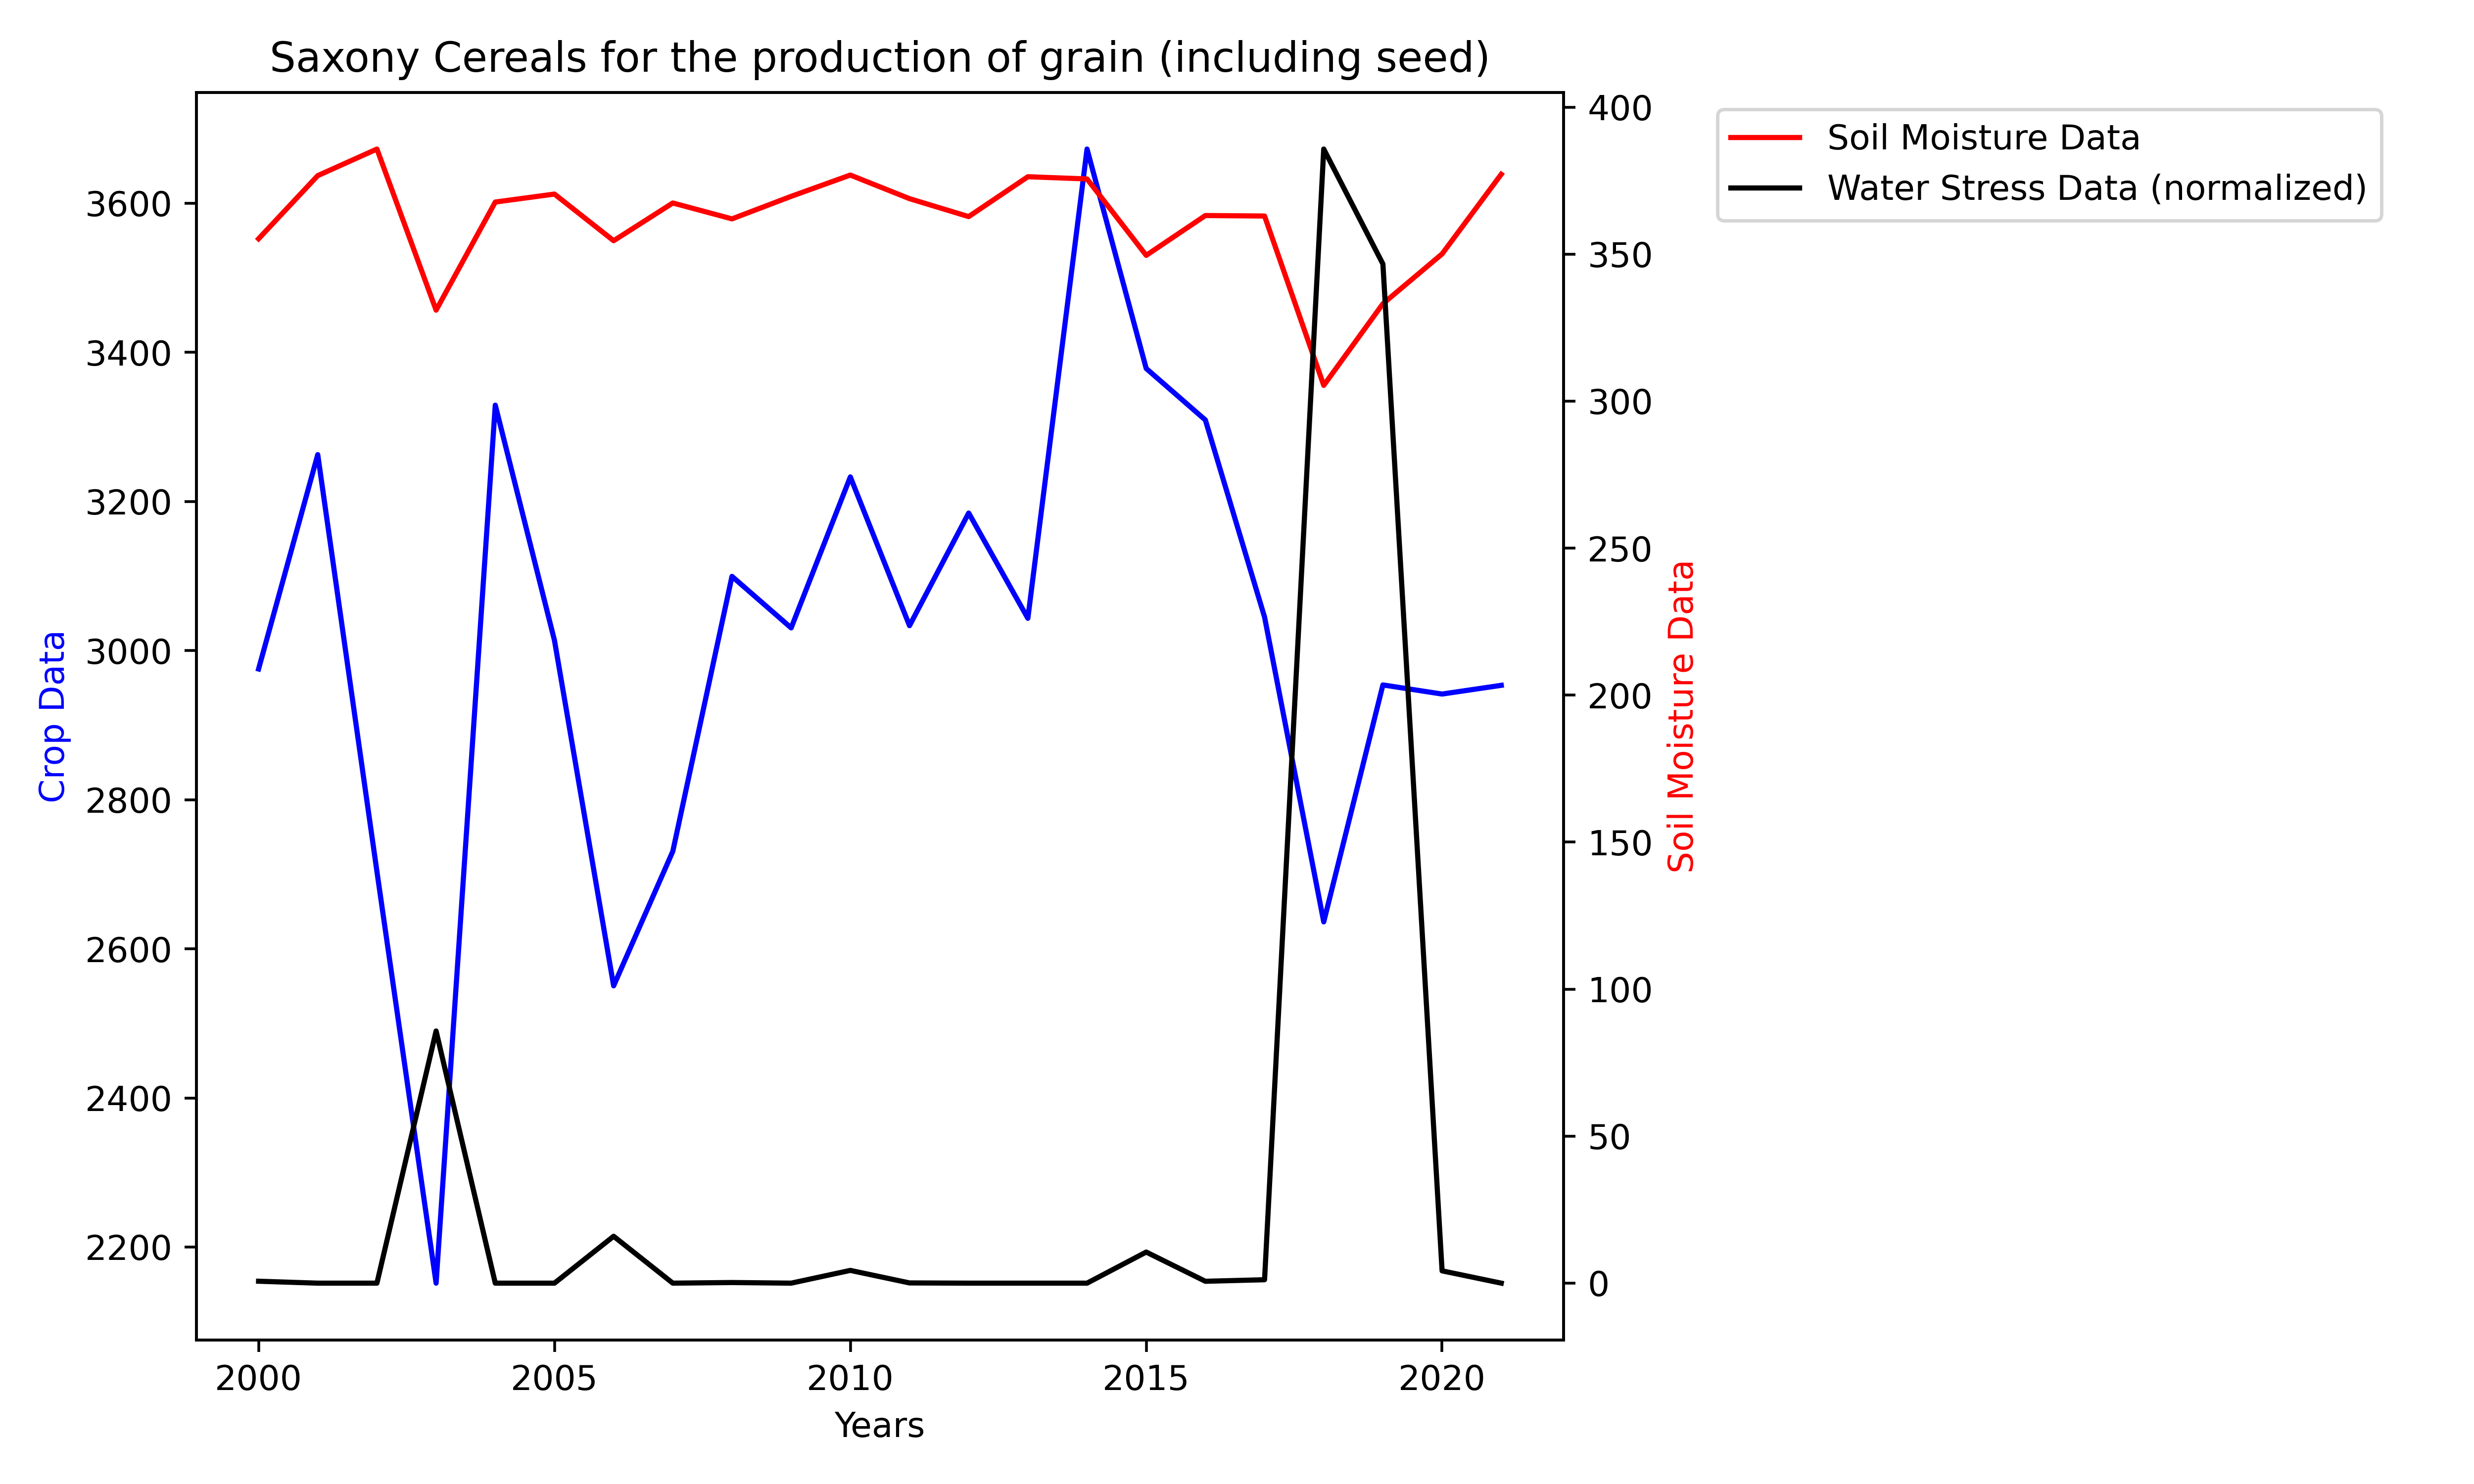 Saxony Cereals for the production of grain (including seed)
Soil Moisture Data
Water Stress Data (normalized)
Crop Data
3600
3400
3200
3000
2800
2600
2400
2200
400
350
300
250
200
150
100
50
0
Soil Moisture Data
2000 2005 2010 2015 2020
Years